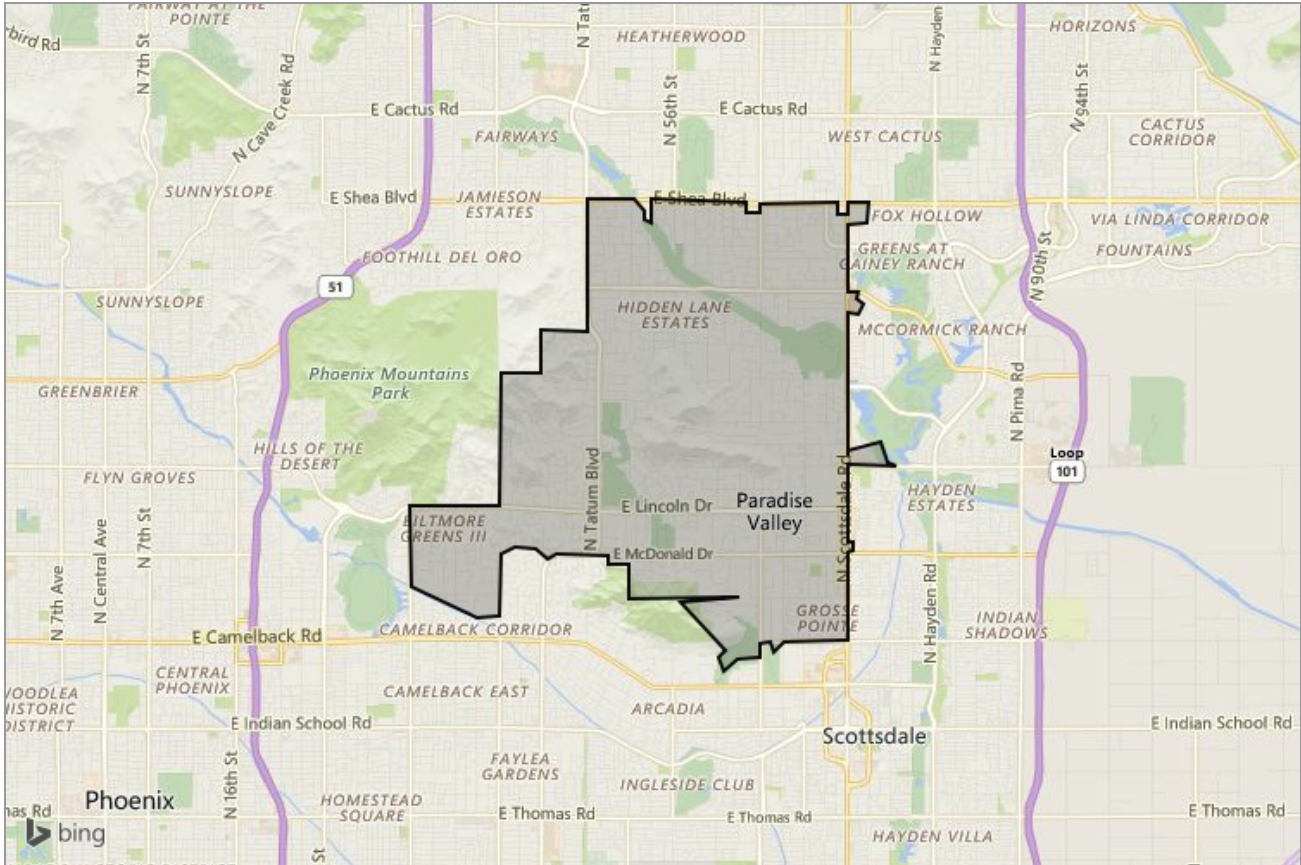 FAIRWAY AT THE
POINTE
-bird Rd
N 7th St
N Cave Creek Rd
N Tatu
HEATHERWOOD
N Hayden
HORIZONS
E Cactus Rd
N 56th St
E Cactus Rd
N 94th St
FAIRWAYS
WEST CACTUS
CACTUS
CORRIDOR
SUNNYSLOPE
E Shea Blvd
JAMIESON
ESTATES
E Shea Blvd
FOX HOLLOW
VIA LINDA CORRIDOR
FOOTHILL DEL ORO
GREENS AT
GAINEY RANCH
N 90th St
FOUNTAINS
51
SUNNYSLOPE
HIDDEN LANE
ESTATES
MCCORMICK RANCH
Phoenix Mountains
Park
GREENBRIER
N Pima Rd
HILLS OF THE
DESERT
FLYN GROVES
N Tatum Blvd
N Scottsdale Rd
Loop
101
HAYDEN
ESTATES
N 7th Ave
N Central Ave
N 7th St
BILTMORE
GREENS III
E Lincoln Dr
Paradise
Valley
E McDonald Dr
N Hayden Rd
GROSSE
POINTE
INDIAN
SHADOWS
E Camelback Rd
CAMELBACK CORRIDOR
CENTRAL
PHOENIX
WOODLEA
HISTORIC
DISTRICT
CAMELBACK EAST
ARCADIA
E Indian School Rd
E Indian School Rd
Scottsdale
N 16th St
FAYLEA
GARDENS
INGLESIDE CLUB
Phoenix
HOMESTEAD
SQUARE
E Thomas Rd
E Thomas Rd
E Thomas Rd
mas Rd
bing
HAYDEN VILLA
St